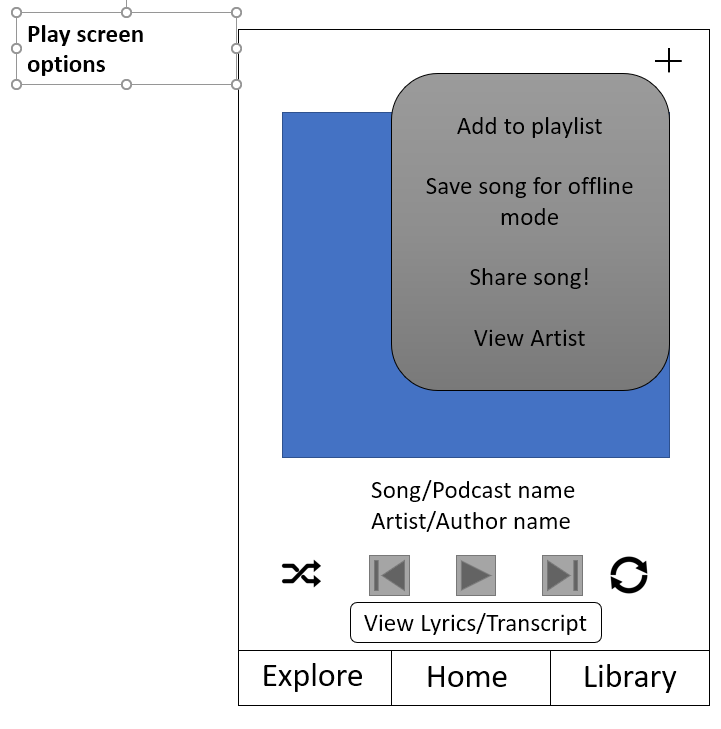 Play screen
options
Add to playlist
Save song for offline
mode
Share song!
View Artist
Song/Podcast name
Artist/Author name
View Lyrics/Transcript
Explore
Home
Library